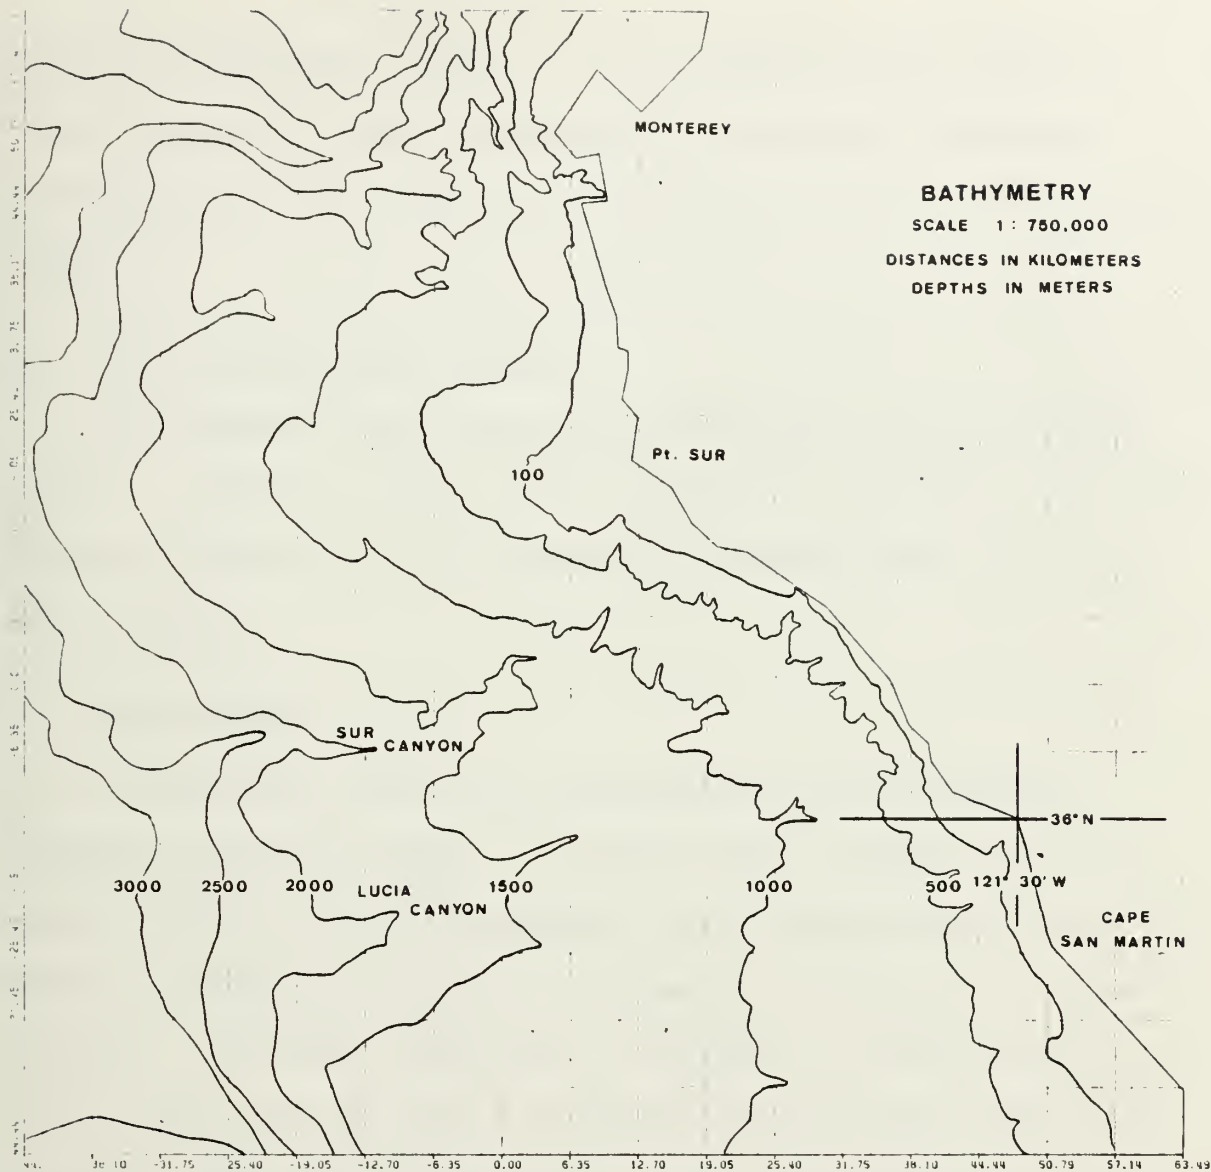 MONTEREY
BATHYMETRY
SCALE 1 : 750,000
DISTANCES IN KILOMETERS
DEPTHS IN METERS
Pt. SUR
100
SUR
CANYON
36°N
3000
2500
2000
LUCIA
CANYON
1500
1000
500
121° 30' W
CAPE
SAN MARTIN
-31.75
25.40
-19.05
-12.70
-6.35
0.00
6.35
12.70
19.05
25.40
31.75
38.10
44.44
50.79
57.14
63.49